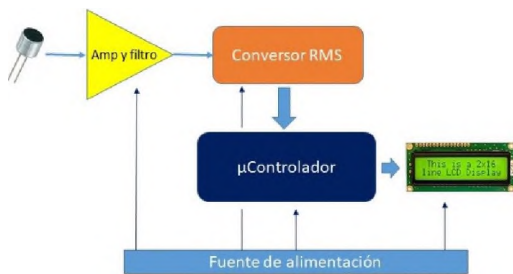 Amp y filtro
Conversor RMS
µControlador
This is a 2x16
line LCD Display
Fuente de alimentación